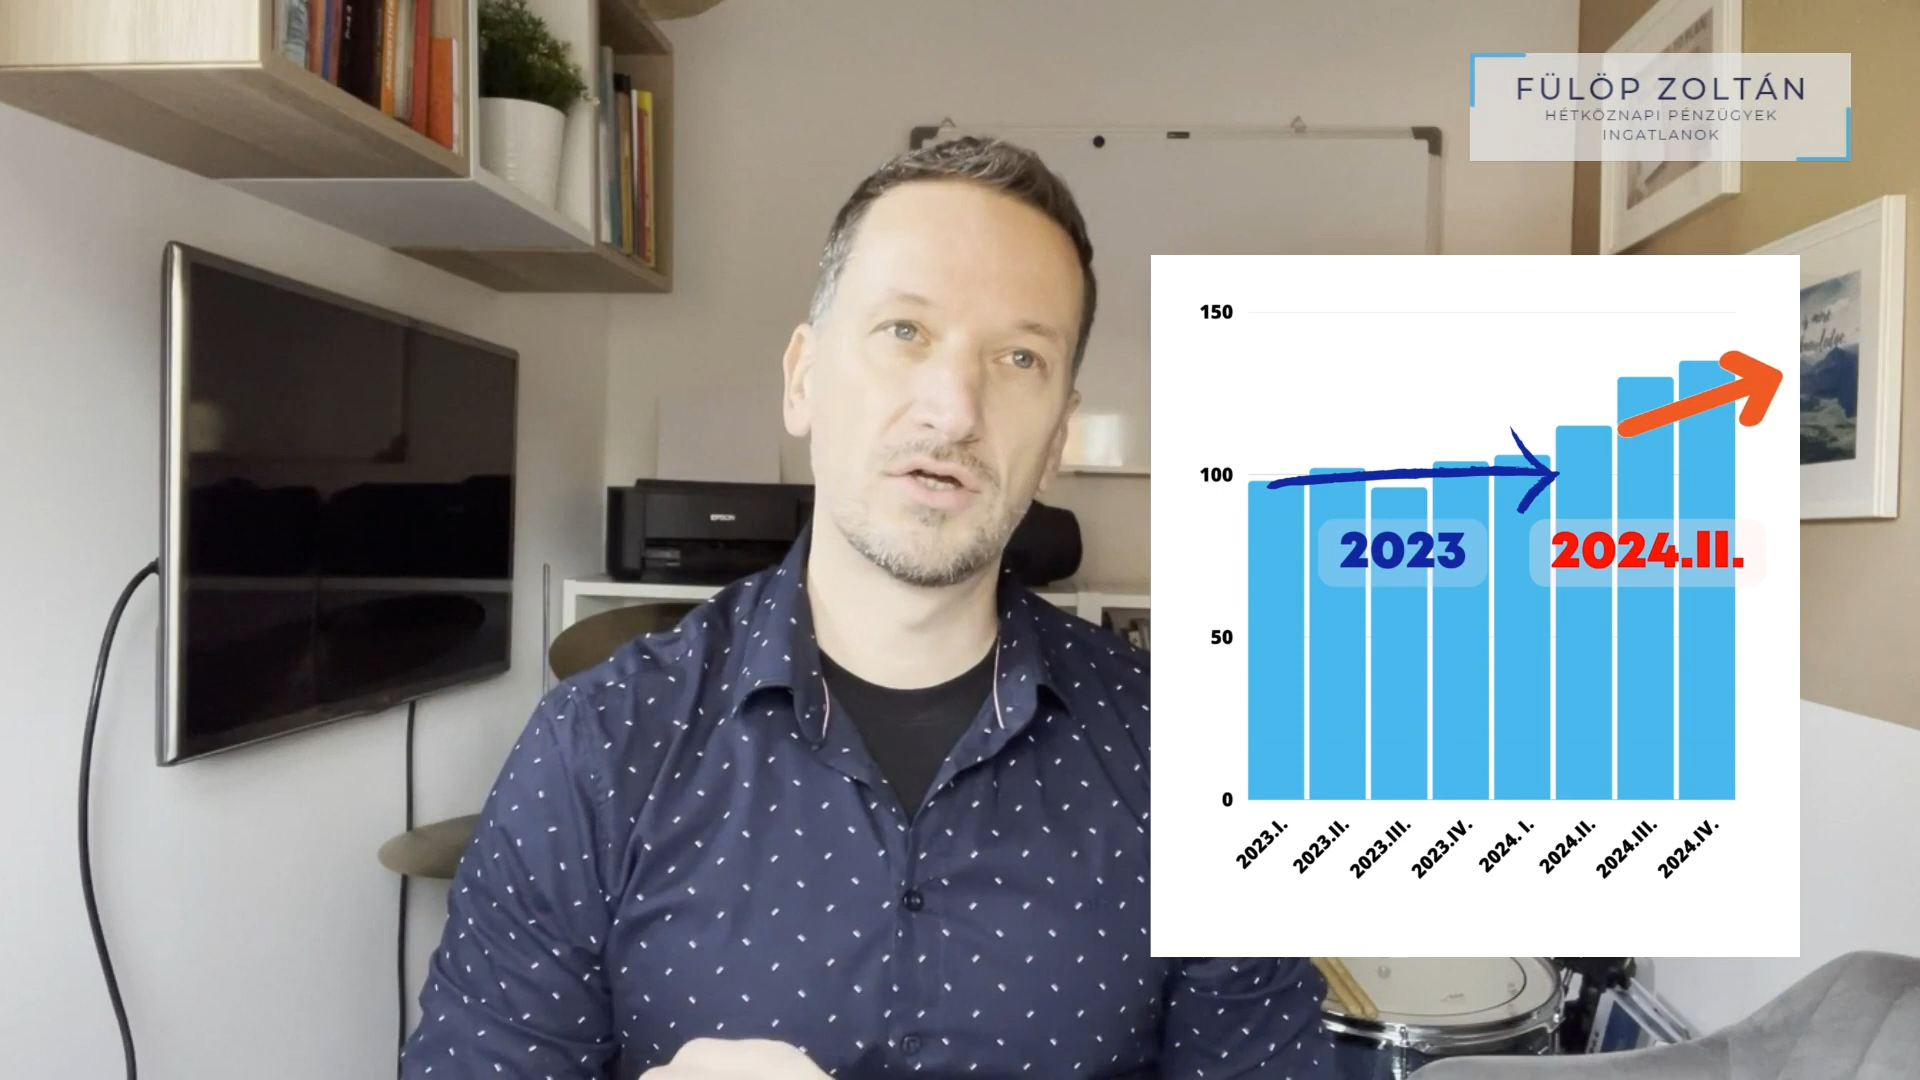 FÜLÖP ZOLTÁN
HÉTKÖZNAPI PÉNZÜGYEK
INGATLANOK
150
100
50
0
2023
2024.II.
2023.I.
2023.II.
2023.III.
2023.IV.
2024. I.
2024.II.
2024.III.
2024.IV.
EPSON